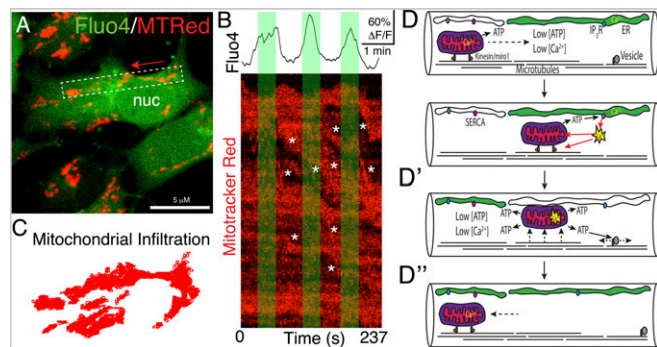 A
Fluo4/MTRed
nuc
5 µM
B
Fluo4
60%
ΔF/F
1 min
Mitotracker Red
*
*
*
*
*
*
*
*
*
*
0
Time (s)
237
C
Mitochondrial Infiltration
D
ATP
Low [ATP]
Low [Ca²⁺]
IP₃R
ER
Kinesin/miro1
Vesicle
Microtubules
SERCA
ATP
D'
Low [ATP]
Low [Ca²⁺]
ATP
ATP
ATP
ATP
D"